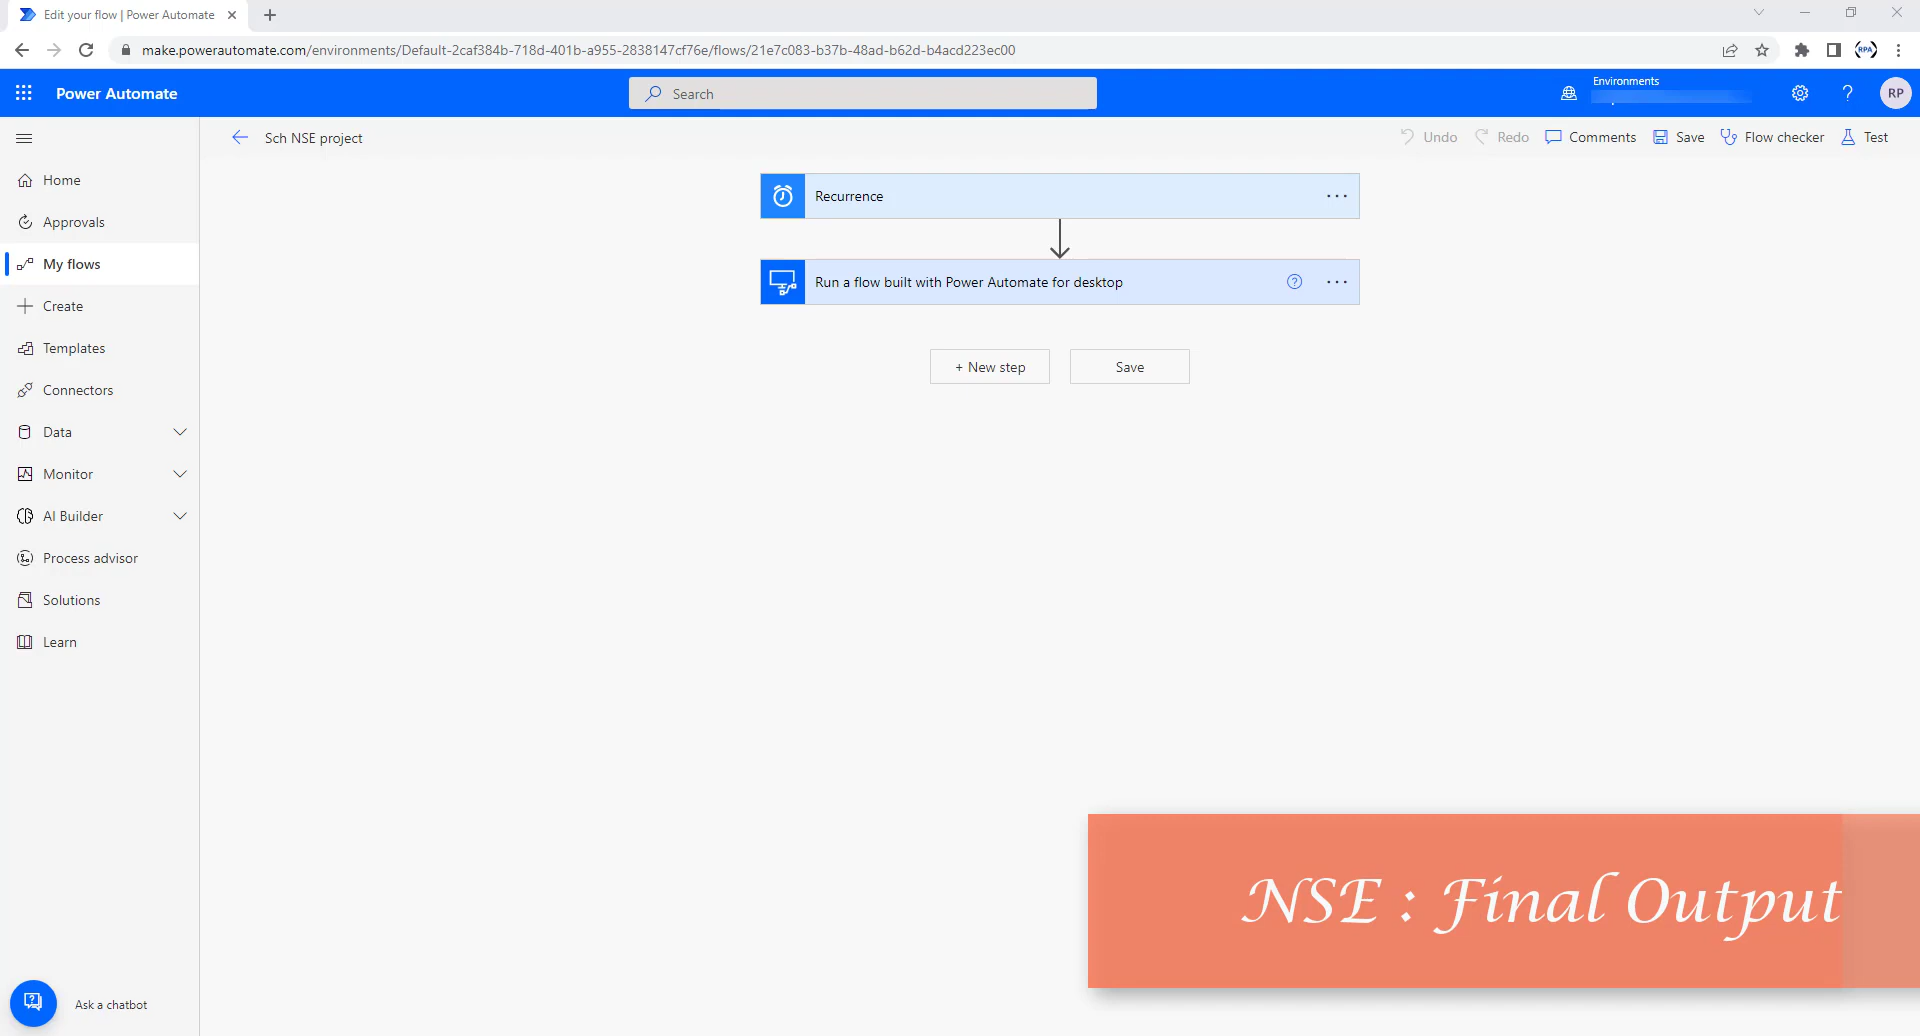 Edit your flow | Power Automate
make.powerautomate.com/environments/Default-2caf384b-718d-401b-a955-2838147cf76e/flows/21e7c083-b37b-48ad-b62d-b4acd223ec00
RPA
Power Automate
Search
Environments
RP
Sch NSE project
Undo
Redo
Comments
Save
Flow checker
Test
Home
Approvals
My flows
Create
Templates
Connectors
Data
Monitor
AI Builder
Process advisor
Solutions
Learn
Ask a chatbot
Recurrence
Run a flow built with Power Automate for desktop
+ New step
Save
NSE : Final Output